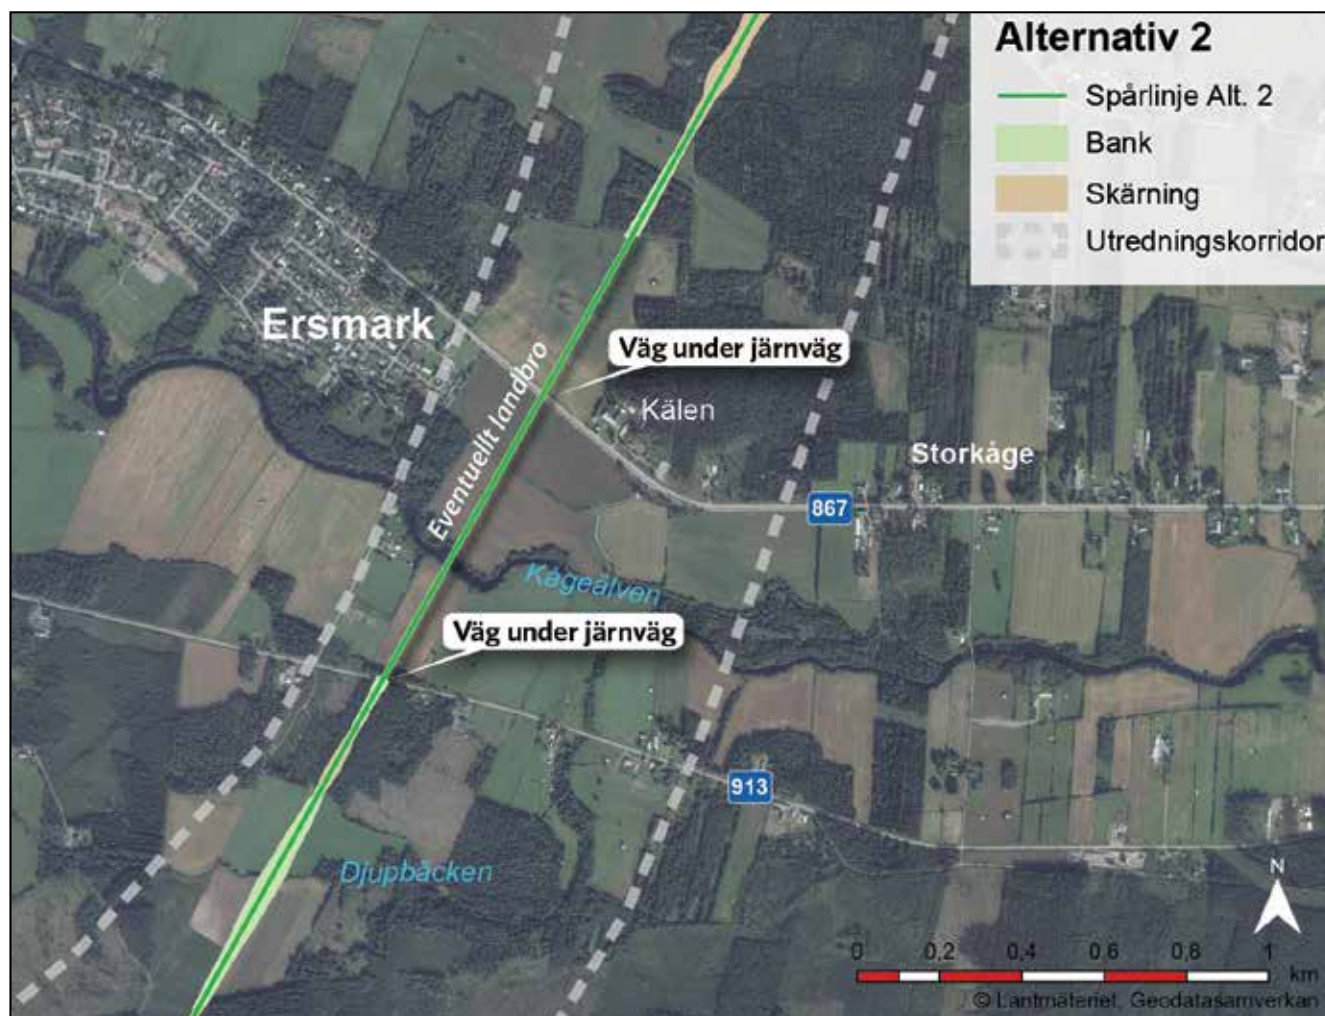 Alternativ 2
Spårlinje Alt. 2
Bank
Skärning
Utredningskorridor
Ersmark
Väg under järnväg
Eventuellt landbro
Kälen
Storkåge
867
Kågeälven
Väg under järnväg
913
Djupbäcken
N
0 0,2 0,4 0,6 0,8 1
km
© Lantmäteriet, Geodatasamverkan